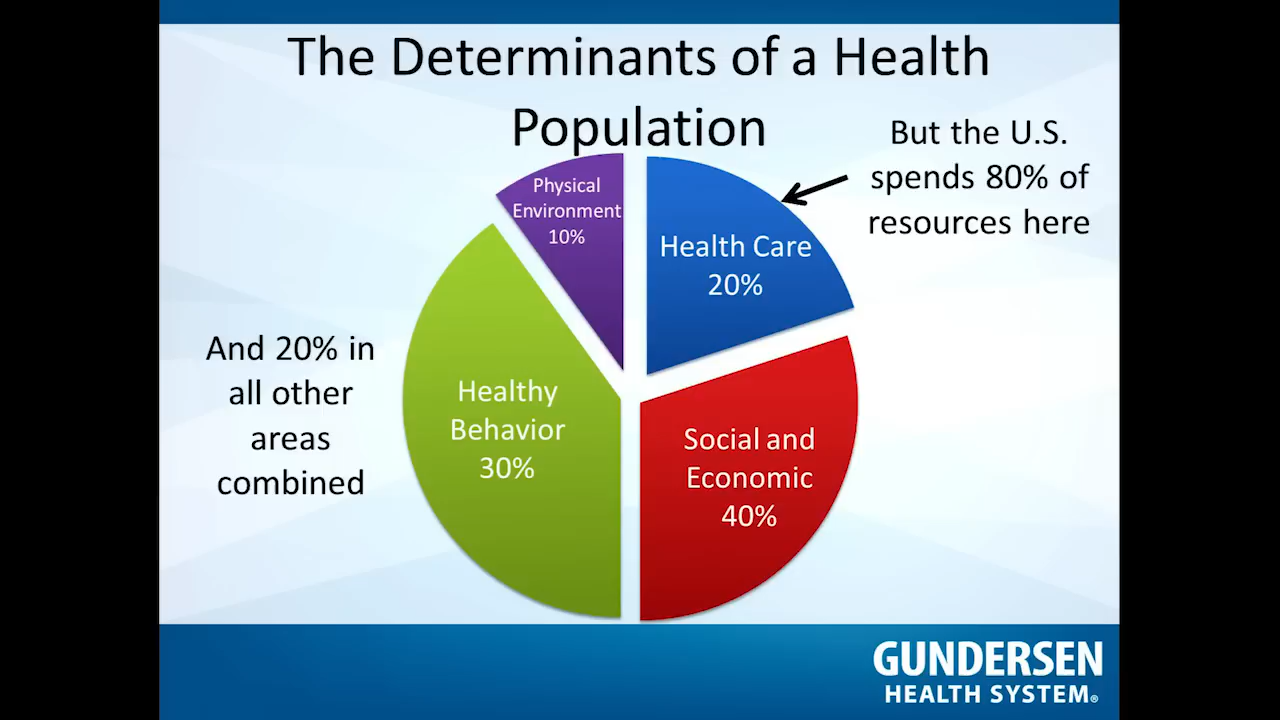 The Determinants of a Health
Population
But the U.S.
spends 80% of
resources here
Physical
Environment
10%
Health Care
20%
And 20% in
all other
areas
combined
Healthy
Behavior
30%
Social and
Economic
40%
GUNDERSEN
HEALTH SYSTEM®